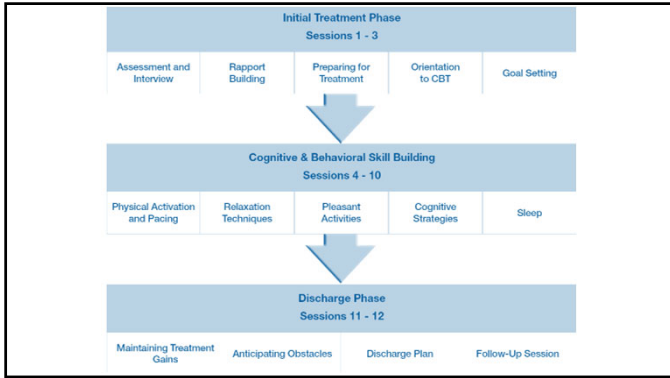 Initial Treatment Phase
Sessions 1 - 3
Assessment and
Interview
Rapport
Building
Preparing for
Treatment
Orientation
to CBT
Goal Setting
Cognitive & Behavioral Skill Building
Sessions 4 - 10
Physical Activation
and Pacing
Relaxation
Techniques
Pleasant
Activities
Cognitive
Strategies
Sleep
Discharge Phase
Sessions 11 - 12
Maintaining Treatment
Gains
Anticipating Obstacles
Discharge Plan
Follow-Up Session